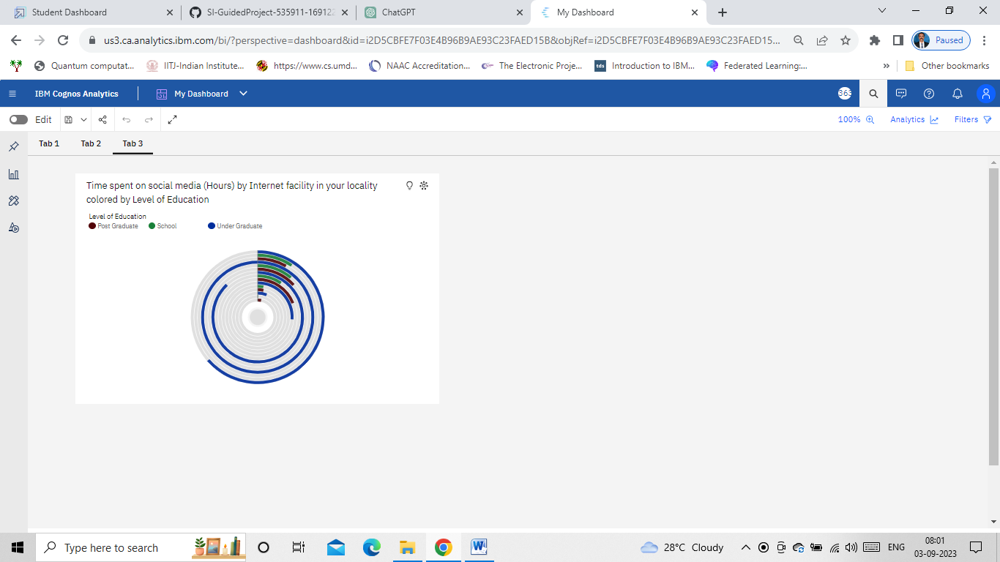 Student Dashboard
SI-GuidedProject-535911-169122
ChatGPT
My Dashboard
us3.ca.analytics.ibm.com/bi/?perspective=dashboard&id=i2D5CBFE7F03E4B96B9AE93C23FAED15B&objRef=i2D5CBFE7F03E4B96B9AE93C23FAED15...
Paused
Quantum computat...
IITJ-Indian Institute...
https://www.cs.umd...
NAAC Accreditation...
The Electronic Proje...
tds
Introduction to IBM...
Federated Learning:...
»
Other bookmarks
IBM Cognos Analytics
My Dashboard
363
Edit
100%
Analytics
Filters
Tab 1
Tab 2
Tab 3
Time spent on social media (Hours) by Internet facility in your locality
colored by Level of Education
Level of Education
Post Graduate
School
Under Graduate
Type here to search
28°C Cloudy
ENG
08:01
03-09-2023